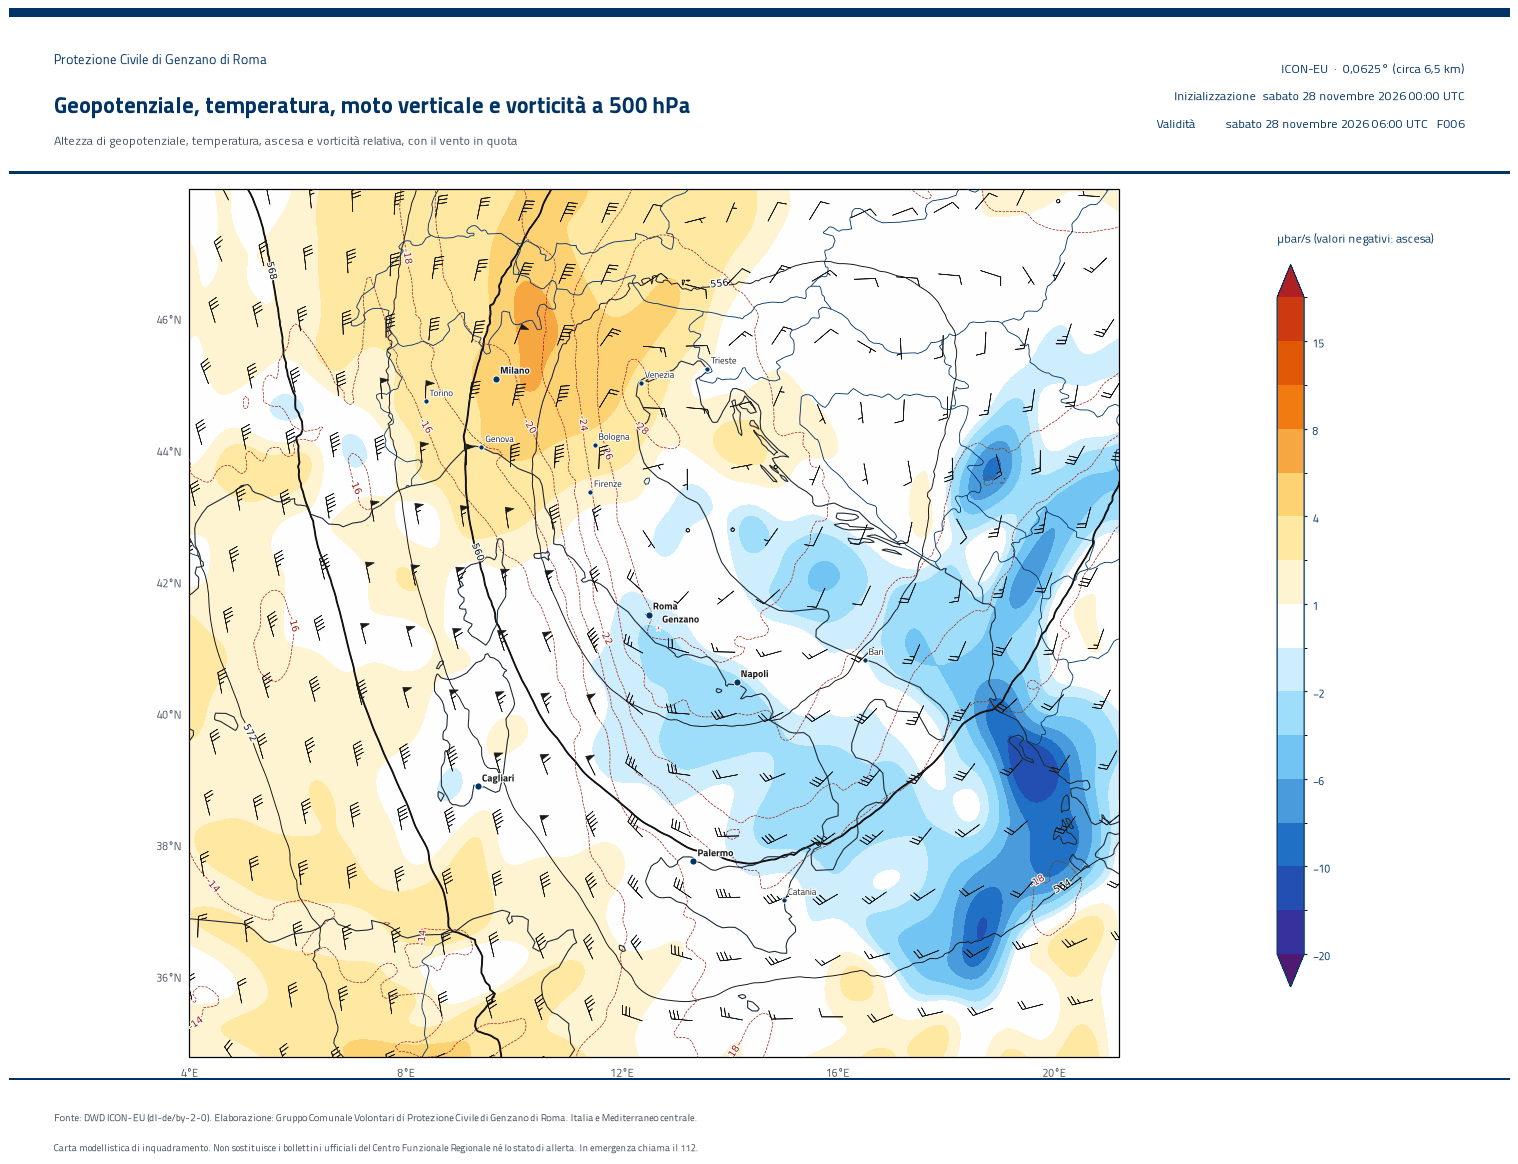 Protezione Civile di Genzano di Roma
Geopotenziale, temperatura, moto verticale e vorticità a 500 hPa
Altezza di geopotenziale, temperatura, ascesa e vorticità relativa, con il vento in quota
ICON-EU · 0,0625° (circa 6,5 km)
Inizializzazione sabato 28 novembre 2026 00:00 UTC
Validità sabato 28 novembre 2026 06:00 UTC F006
µbar/s (valori negativi: ascesa)
15
8
4
1
−2
−6
−10
−20
46°N
44°N
42°N
40°N
38°N
36°N
4°E
8°E
12°E
16°E
20°E
568
556
560
572
-18
-16
-20
-24
-26
-28
-16
-16
-22
-14
-14
-14
-18
-18
Milano
Torino
Genova
Venezia
Trieste
Bologna
Firenze
Roma
Genzano
Napoli
Bari
Cagliari
Palermo
Catania
Fonte: DWD ICON-EU (dl-de/by-2-0). Elaborazione: Gruppo Comunale Volontari di Protezione Civile di Genzano di Roma. Italia e Mediterraneo centrale.
Carta modellistica di inquadramento. Non sostituisce i bollettini ufficiali del Centro Funzionale Regionale né lo stato di allerta. In emergenza chiama il 112.